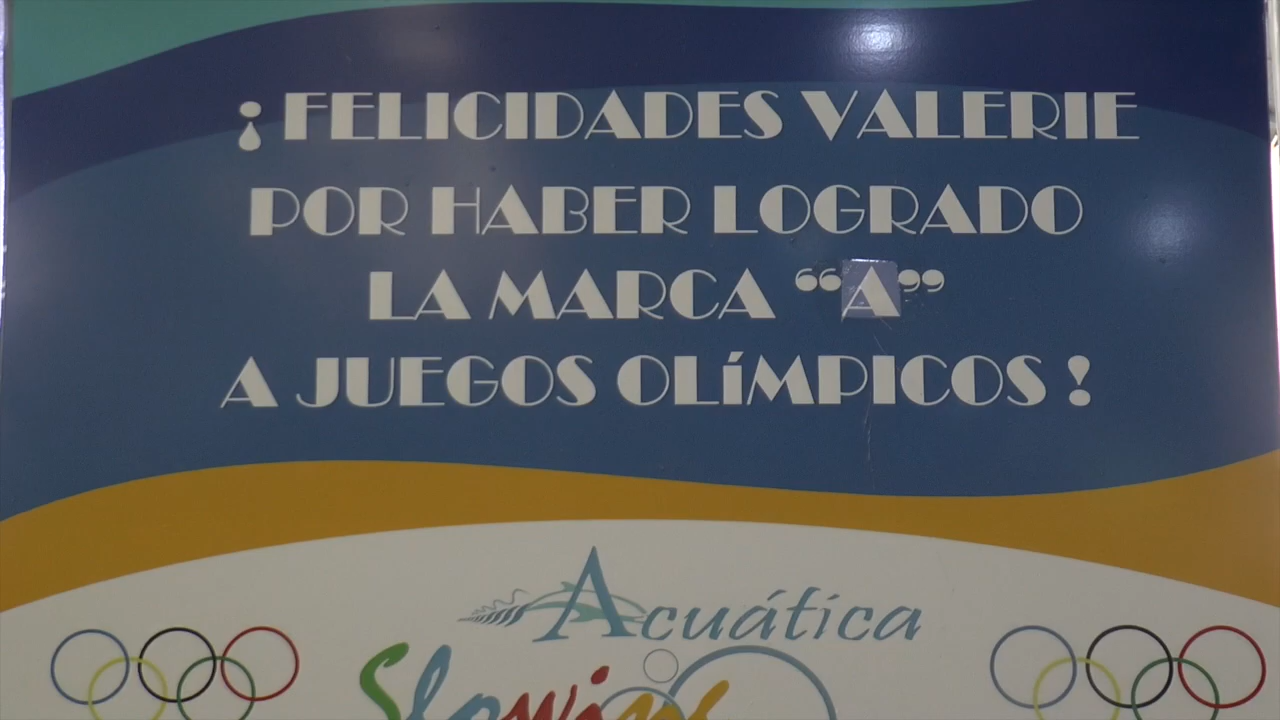 ¡ FELICIDADES VALERIE
POR HABER LOGRADO
LA MARCA “A”
A JUEGOS OLÍMPICOS !
Acuática